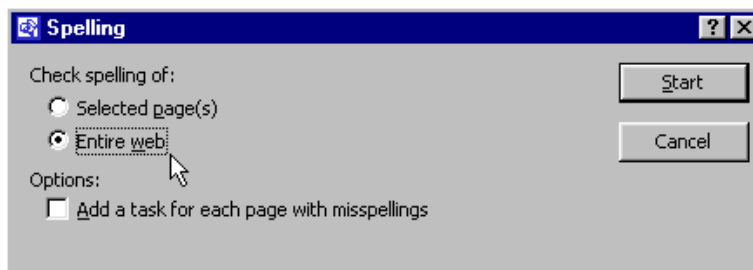 Spelling
Check spelling of:
Start
Selected page(s)
Entire web
Cancel
Options:
Add a task for each page with misspellings